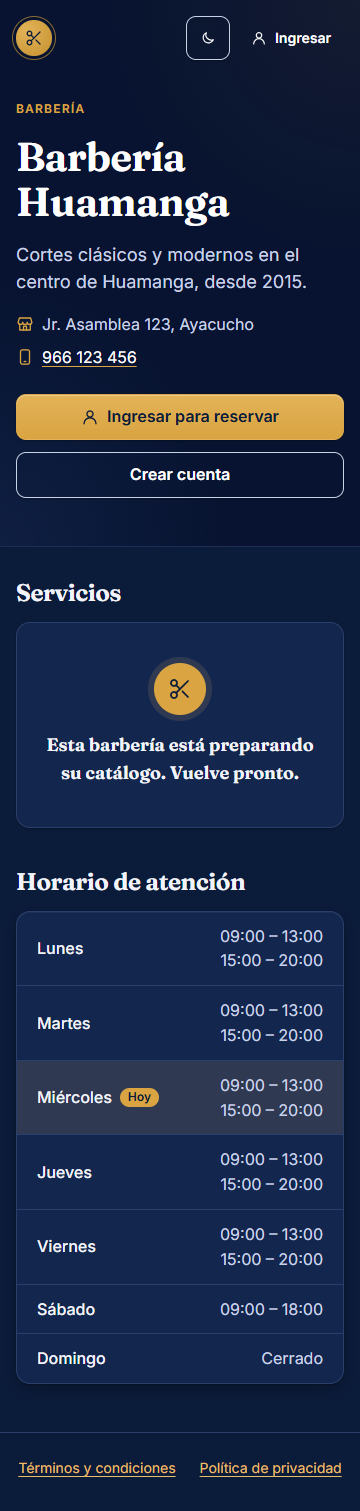 Ingresar
BARBERÍA
Barbería
Huamanga
Cortes clásicos y modernos en el
centro de Huamanga, desde 2015.
Jr. Asamblea 123, Ayacucho
966 123 456
Ingresar para reservar
Crear cuenta
Servicios
Esta barbería está preparando
su catálogo. Vuelve pronto.
Horario de atención
Lunes
09:00 – 13:00
15:00 – 20:00
Martes
09:00 – 13:00
15:00 – 20:00
Miércoles Hoy
09:00 – 13:00
15:00 – 20:00
Jueves
09:00 – 13:00
15:00 – 20:00
Viernes
09:00 – 13:00
15:00 – 20:00
Sábado
09:00 – 18:00
Domingo
Cerrado
Términos y condiciones
Política de privacidad